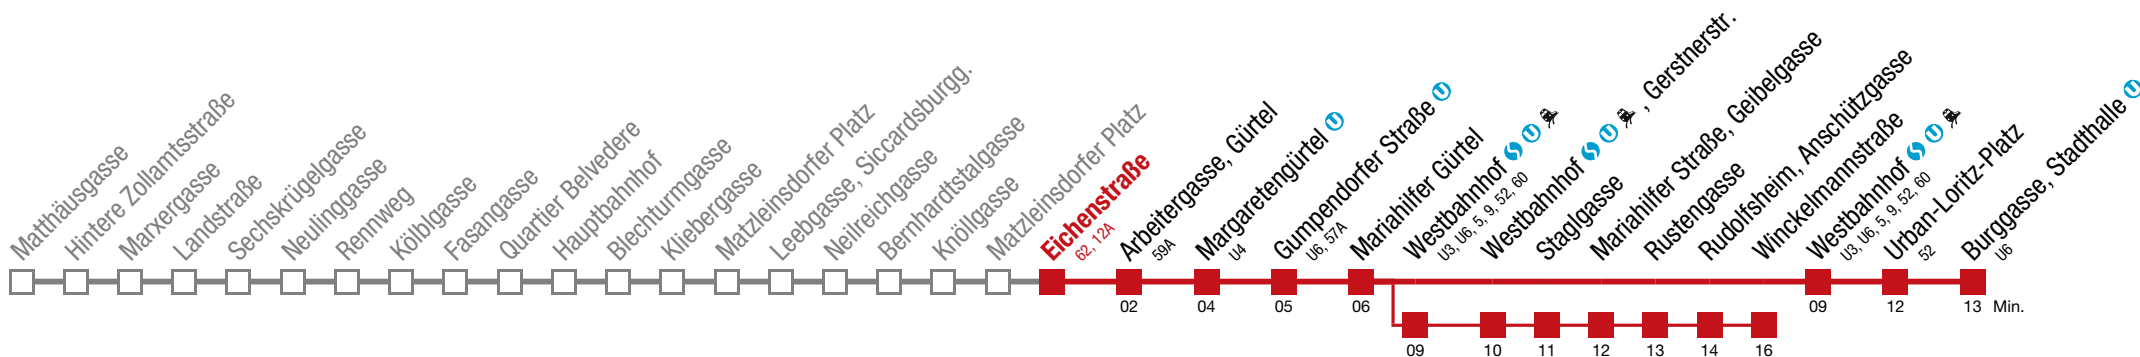 Matthäusgasse
Hintere Zollamtsstraße
Marxergasse
Landstraße
Sechskrügelgasse
Neulinggasse
Rennweg
Kölblgasse
Fasangasse
Quartier Belvedere
Hauptbahnhof
Blechturmgasse
Kliebergasse
Matzleinsdorfer Platz
Leebgasse, Siccardsburgg.
Neilreichgasse
Bernhardtstalgasse
Knöllgasse
Matzleinsdorfer Platz
Eichenstraße
62, 12A
Arbeitergasse, Gürtel
59A
Margaretengürtel U
U4
Gumpendorfer Straße U
U6, 57A
Mariahilfer Gürtel
Westbahnhof S U
U3, U6, 5, 9, 52, 60
Westbahnhof S U , Gerstnerstr.
Staglgasse
Mariahilfer Straße, Geibelgasse
Rustengasse
Rudolfsheim, Anschützgasse
Winckelmannstraße
Westbahnhof S U
U3, U6, 5, 9, 52, 60
Urban-Loritz-Platz
52
Burggasse, Stadthalle U
U6
02 04 05 06 09 12 13 Min.
09 10 11 12 13 14 16